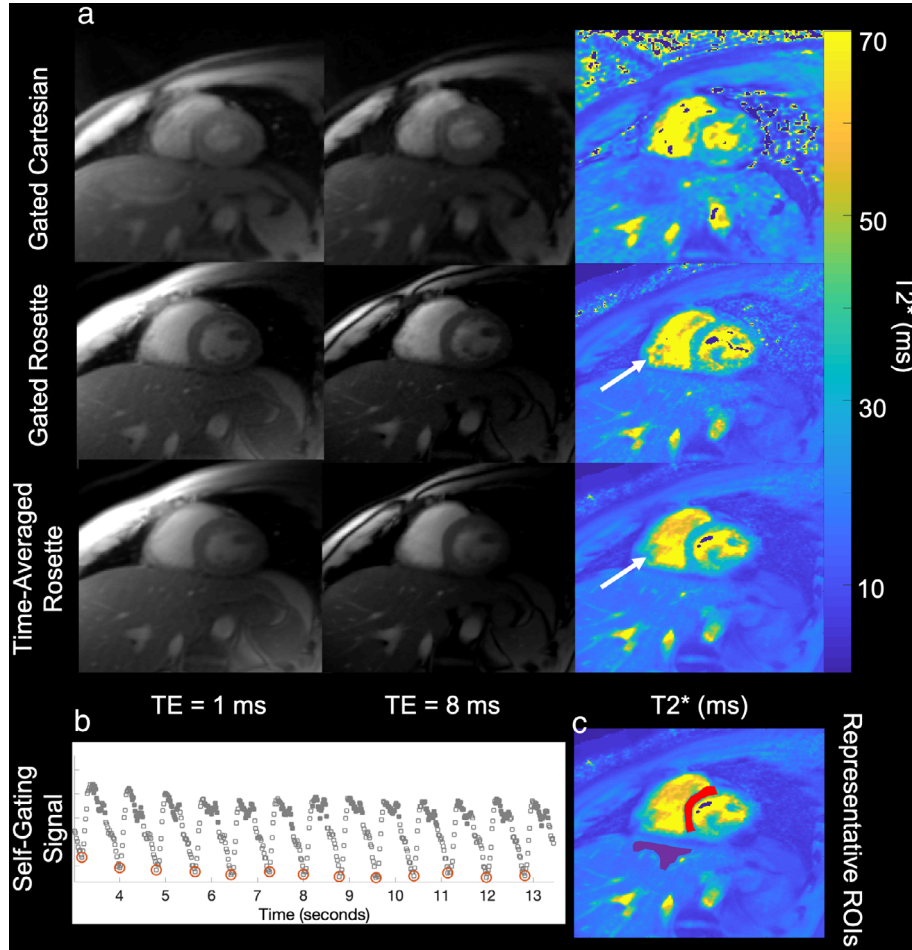 a
Gated Cartesian
Gated Rosette
Time-Averaged
Rosette
70
50
30
10
T2* (ms)
TE = 1 ms
TE = 8 ms
T2* (ms)
b
Self-Gating
Signal
4 5 6 7 8 9 10 11 12 13
Time (seconds)
c
Representative ROIs